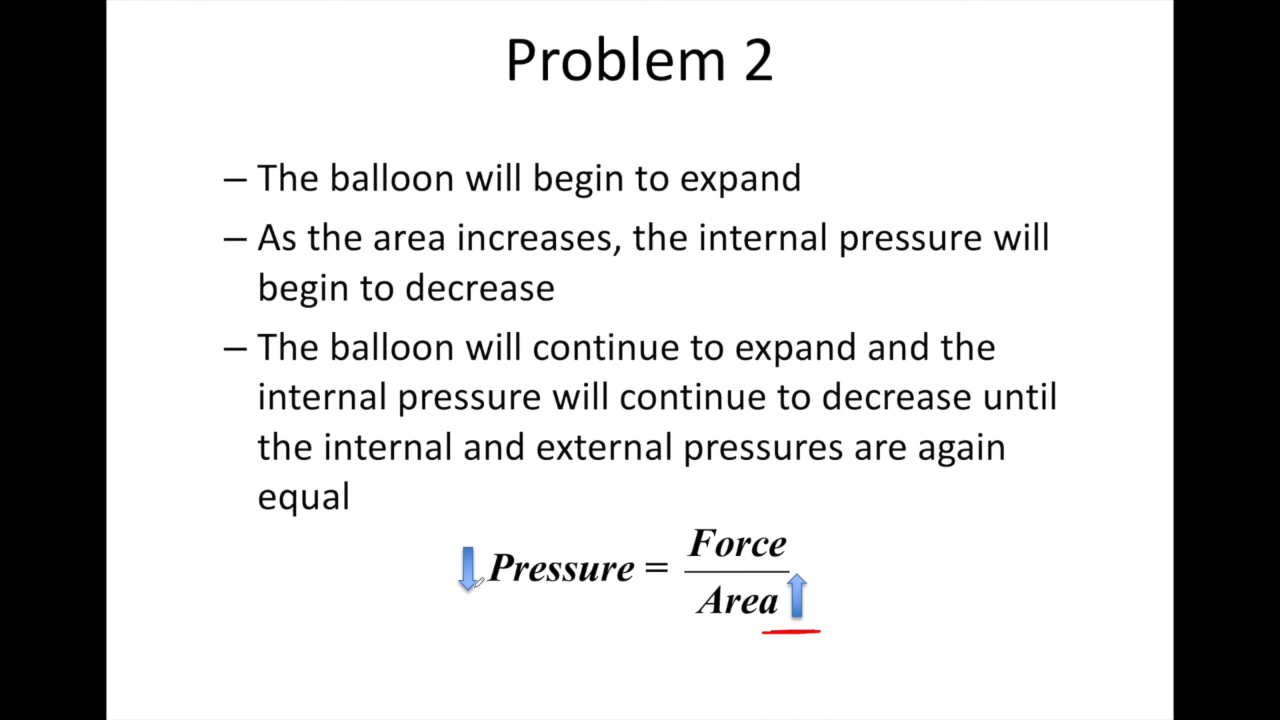 Problem 2
– The balloon will begin to expand
– As the area increases, the internal pressure will
begin to decrease
– The balloon will continue to expand and the
internal pressure will continue to decrease until
the internal and external pressures are again
equal
Pressure = Force / Area